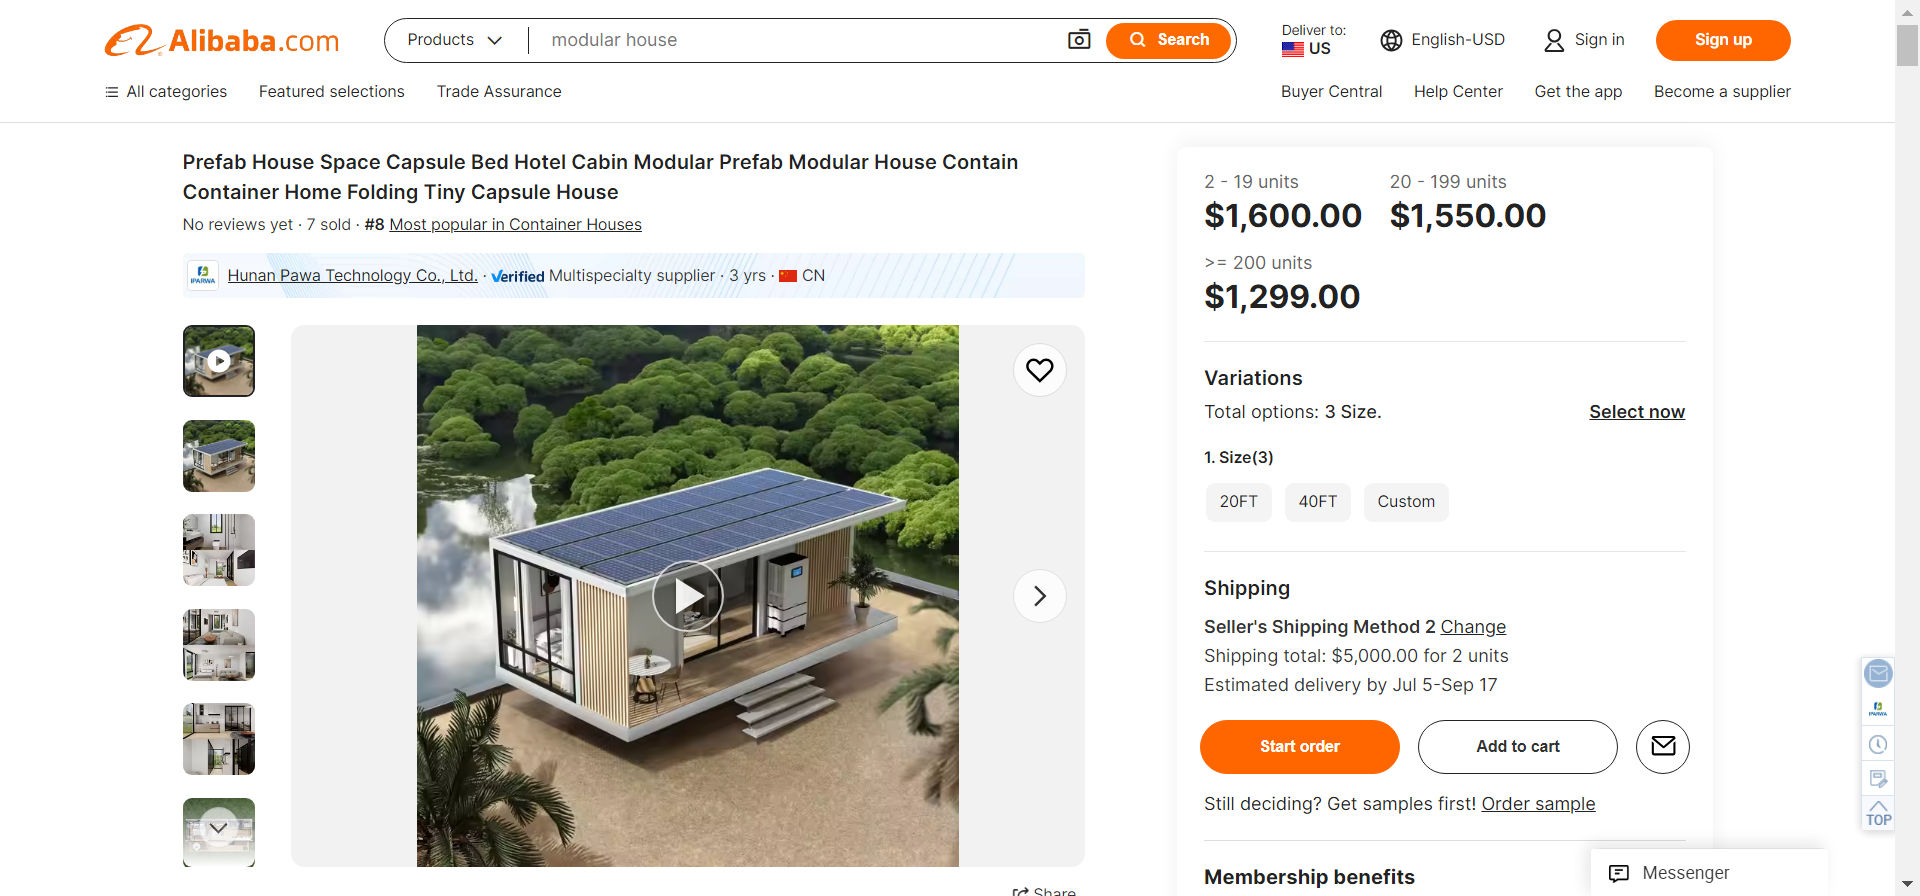 Alibaba.com
Products
modular house
Search
Deliver to:
US
English-USD
Sign in
Sign up
All categories
Featured selections
Trade Assurance
Buyer Central
Help Center
Get the app
Become a supplier
Prefab House Space Capsule Bed Hotel Cabin Modular Prefab Modular House Contain
Container Home Folding Tiny Capsule House
No reviews yet · 7 sold · #8 Most popular in Container Houses
IPARWA
Hunan Pawa Technology Co., Ltd. · Verified Multispecialty supplier · 3 yrs · CN
2 - 19 units
$1,600.00
20 - 199 units
$1,550.00
>= 200 units
$1,299.00
Variations
Total options: 3 Size.
Select now
1. Size(3)
20FT
40FT
Custom
Shipping
Seller's Shipping Method 2 Change
Shipping total: $5,000.00 for 2 units
Estimated delivery by Jul 5-Sep 17
Start order
Add to cart
Still deciding? Get samples first! Order sample
Membership benefits
Share
IPARWA
TOP
Messenger